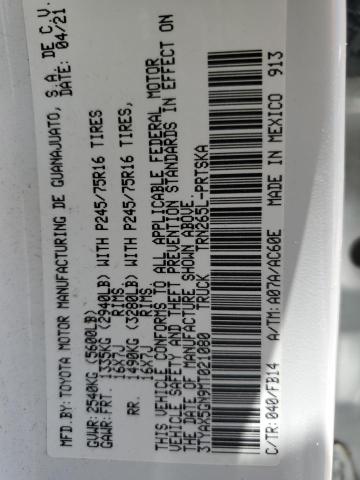 MFD.BY: TOYOTA MOTOR MANUFACTURING DE GUANAJUATO, S.A. DE C.V.
DATE: 04/21
GVWR: 2540KG (5600LB)
GAWR: FRT. 1335KG (2940LB) WITH P245/75R16 TIRES
16X7J RIMS,
RR. 1490KG (3280LB) WITH P245/75R16 TIRES,
16X7J RIMS.
THIS VEHICLE CONFORMS TO ALL APPLICABLE FEDERAL MOTOR
VEHICLE SAFETY AND THEFT PREVENTION STANDARDS IN EFFECT ON
THE DATE OF MANUFACTURE SHOWN ABOVE.
3TYAX5GN9MT021080 TRUCK TRN265L-PRTSKA
C/TR: 040/FB14 A/TM: A07A/AC60E MADE IN MEXICO 913